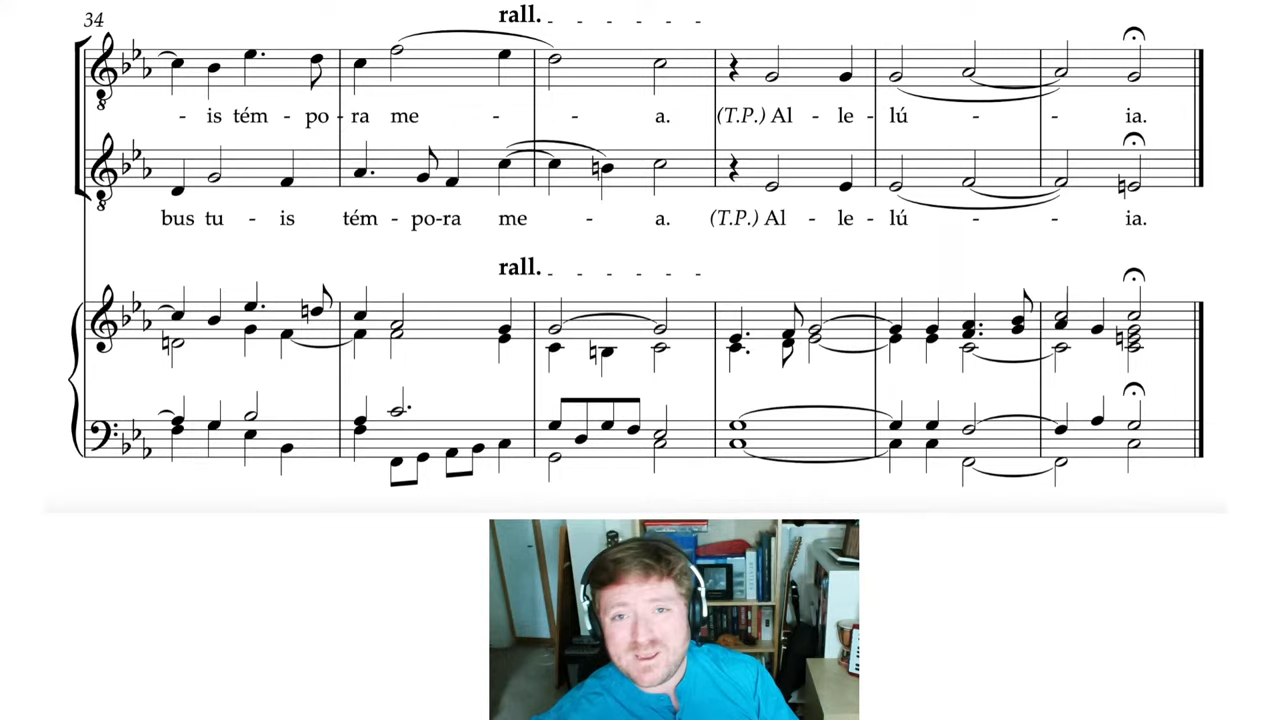 34
rall.
- is tém - po - ra me - - a. (T.P.) Al - le - lú - - ia.
bus tu - is tém - po-ra me - a. (T.P.) Al - le - lú - - ia.
rall.